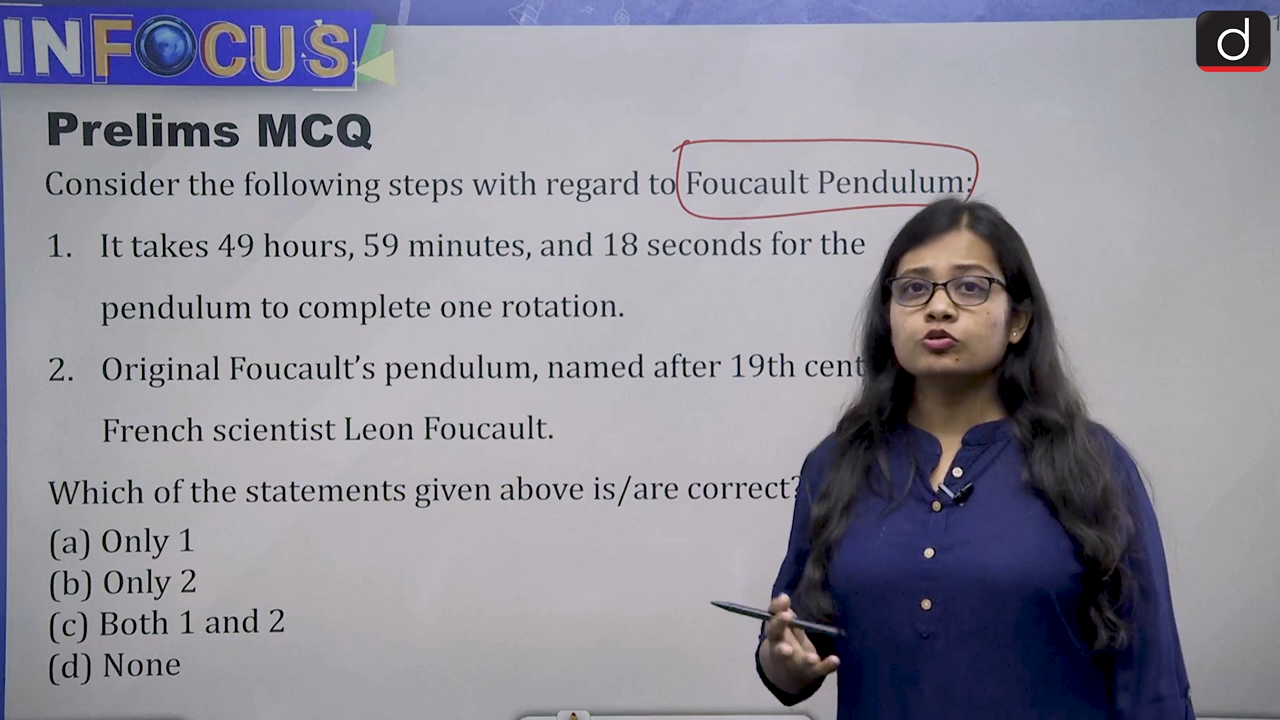 INFOCUS
d
Prelims MCQ
Consider the following steps with regard to Foucault Pendulum:
1. It takes 49 hours, 59 minutes, and 18 seconds for the
pendulum to complete one rotation.
2. Original Foucault’s pendulum, named after 19th cent
French scientist Leon Foucault.
Which of the statements given above is/are correct?
(a) Only 1
(b) Only 2
(c) Both 1 and 2
(d) None